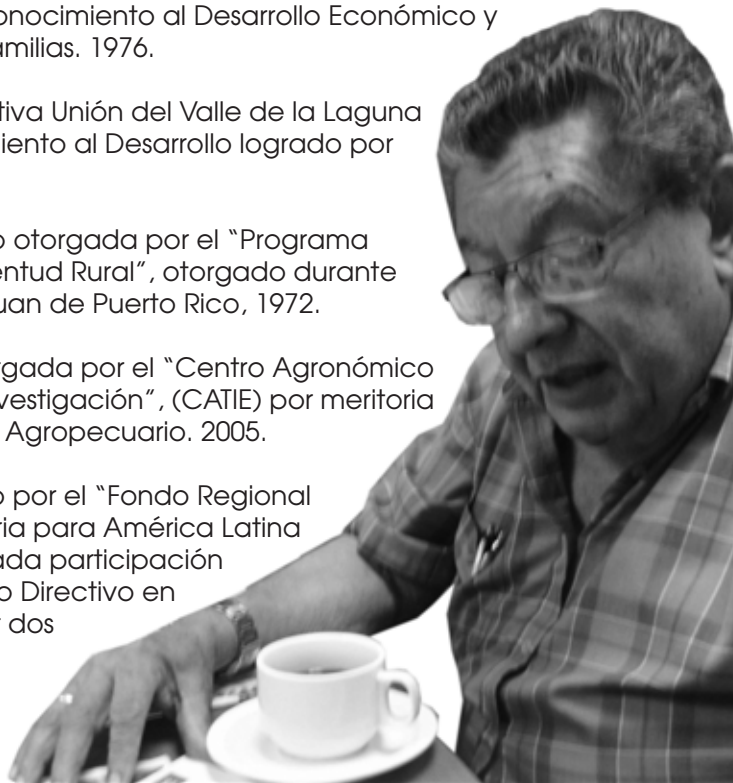 onocimiento al Desarrollo Económico y
amilias. 1976.
tiva Unión del Valle de la Laguna
iento al Desarrollo logrado por
o otorgada por el “Programa
entud Rural”, otorgado durante
uan de Puerto Rico, 1972.
rgada por el “Centro Agronómico
vestigación”, (CATIE) por meritoria
Agropecuario. 2005.
o por el “Fondo Regional
ria para América Latina
ada participación
o Directivo en
dos